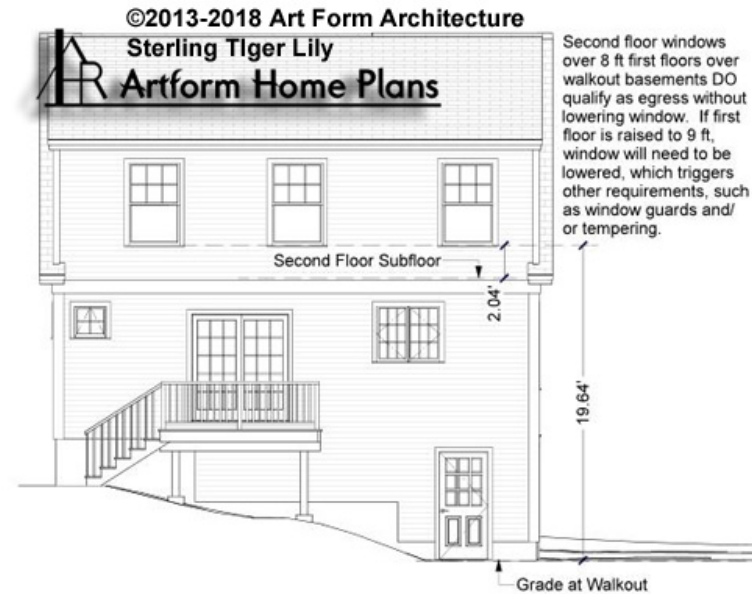 ©2013-2018 Art Form Architecture
Sterling TIger Lily
AHR
Artform Home Plans
Second floor windows
over 8 ft first floors over
walkout basements DO
qualify as egress without
lowering window. If first
floor is raised to 9 ft,
window will need to be
lowered, which triggers
other requirements, such
as window guards and/
or tempering.
Second Floor Subfloor
2.04'
19.64'
Grade at Walkout